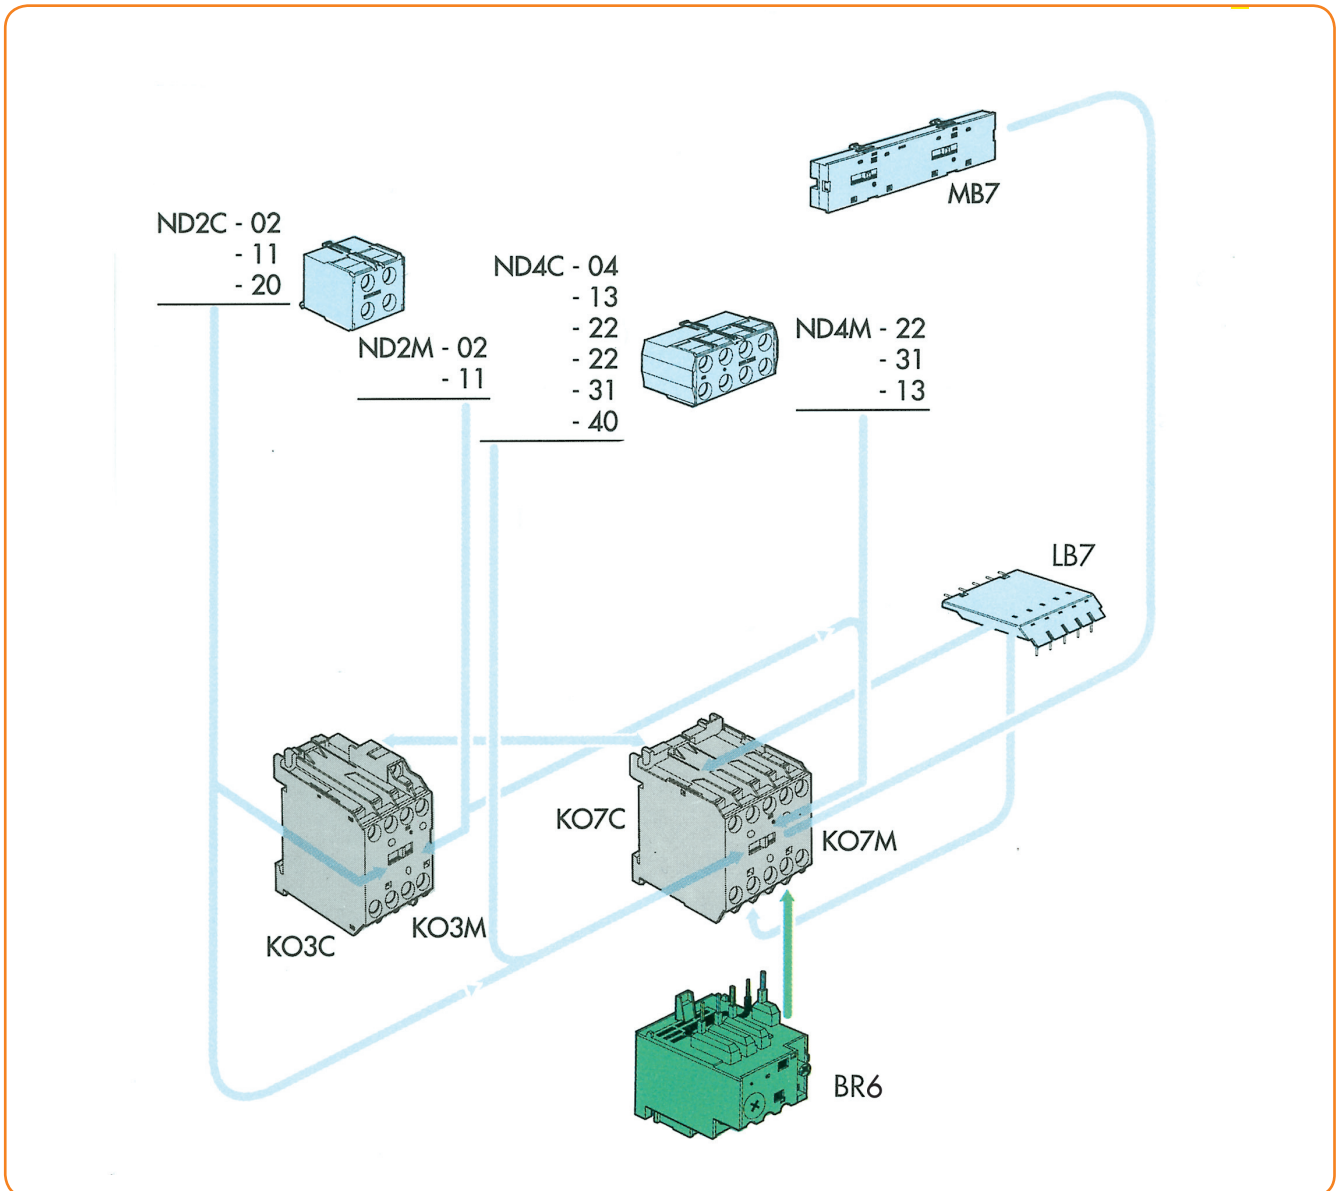 MB7
ND2C - 02
- 11
- 20
ND4C - 04
- 13
- 22
- 22
- 31
- 40
ND2M - 02
- 11
ND4M - 22
- 31
- 13
LB7
KO7C
KO7M
KO3C
KO3M
BR6